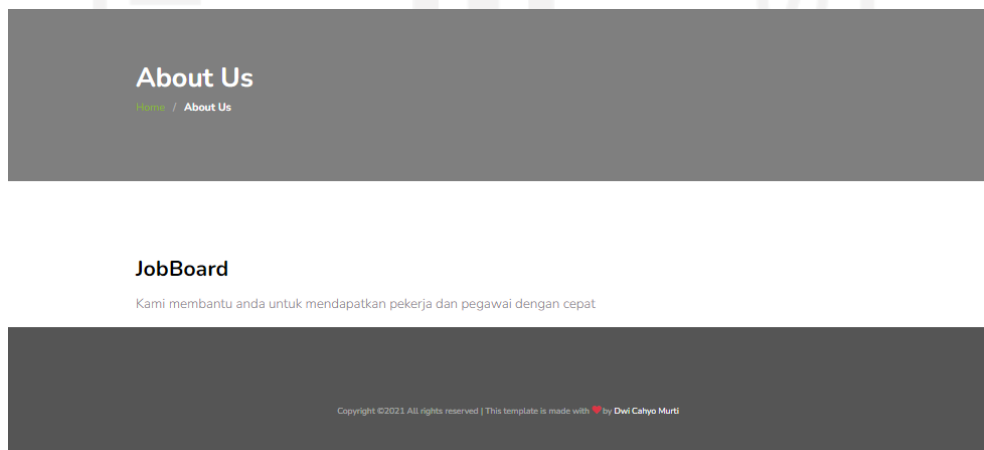 About Us
Home / About Us
JobBoard
Kami membantu anda untuk mendapatkan pekerja dan pegawai dengan cepat
Copyright ©2021 All rights reserved | This template is made with ❤ by Dwi Cahyo Murti